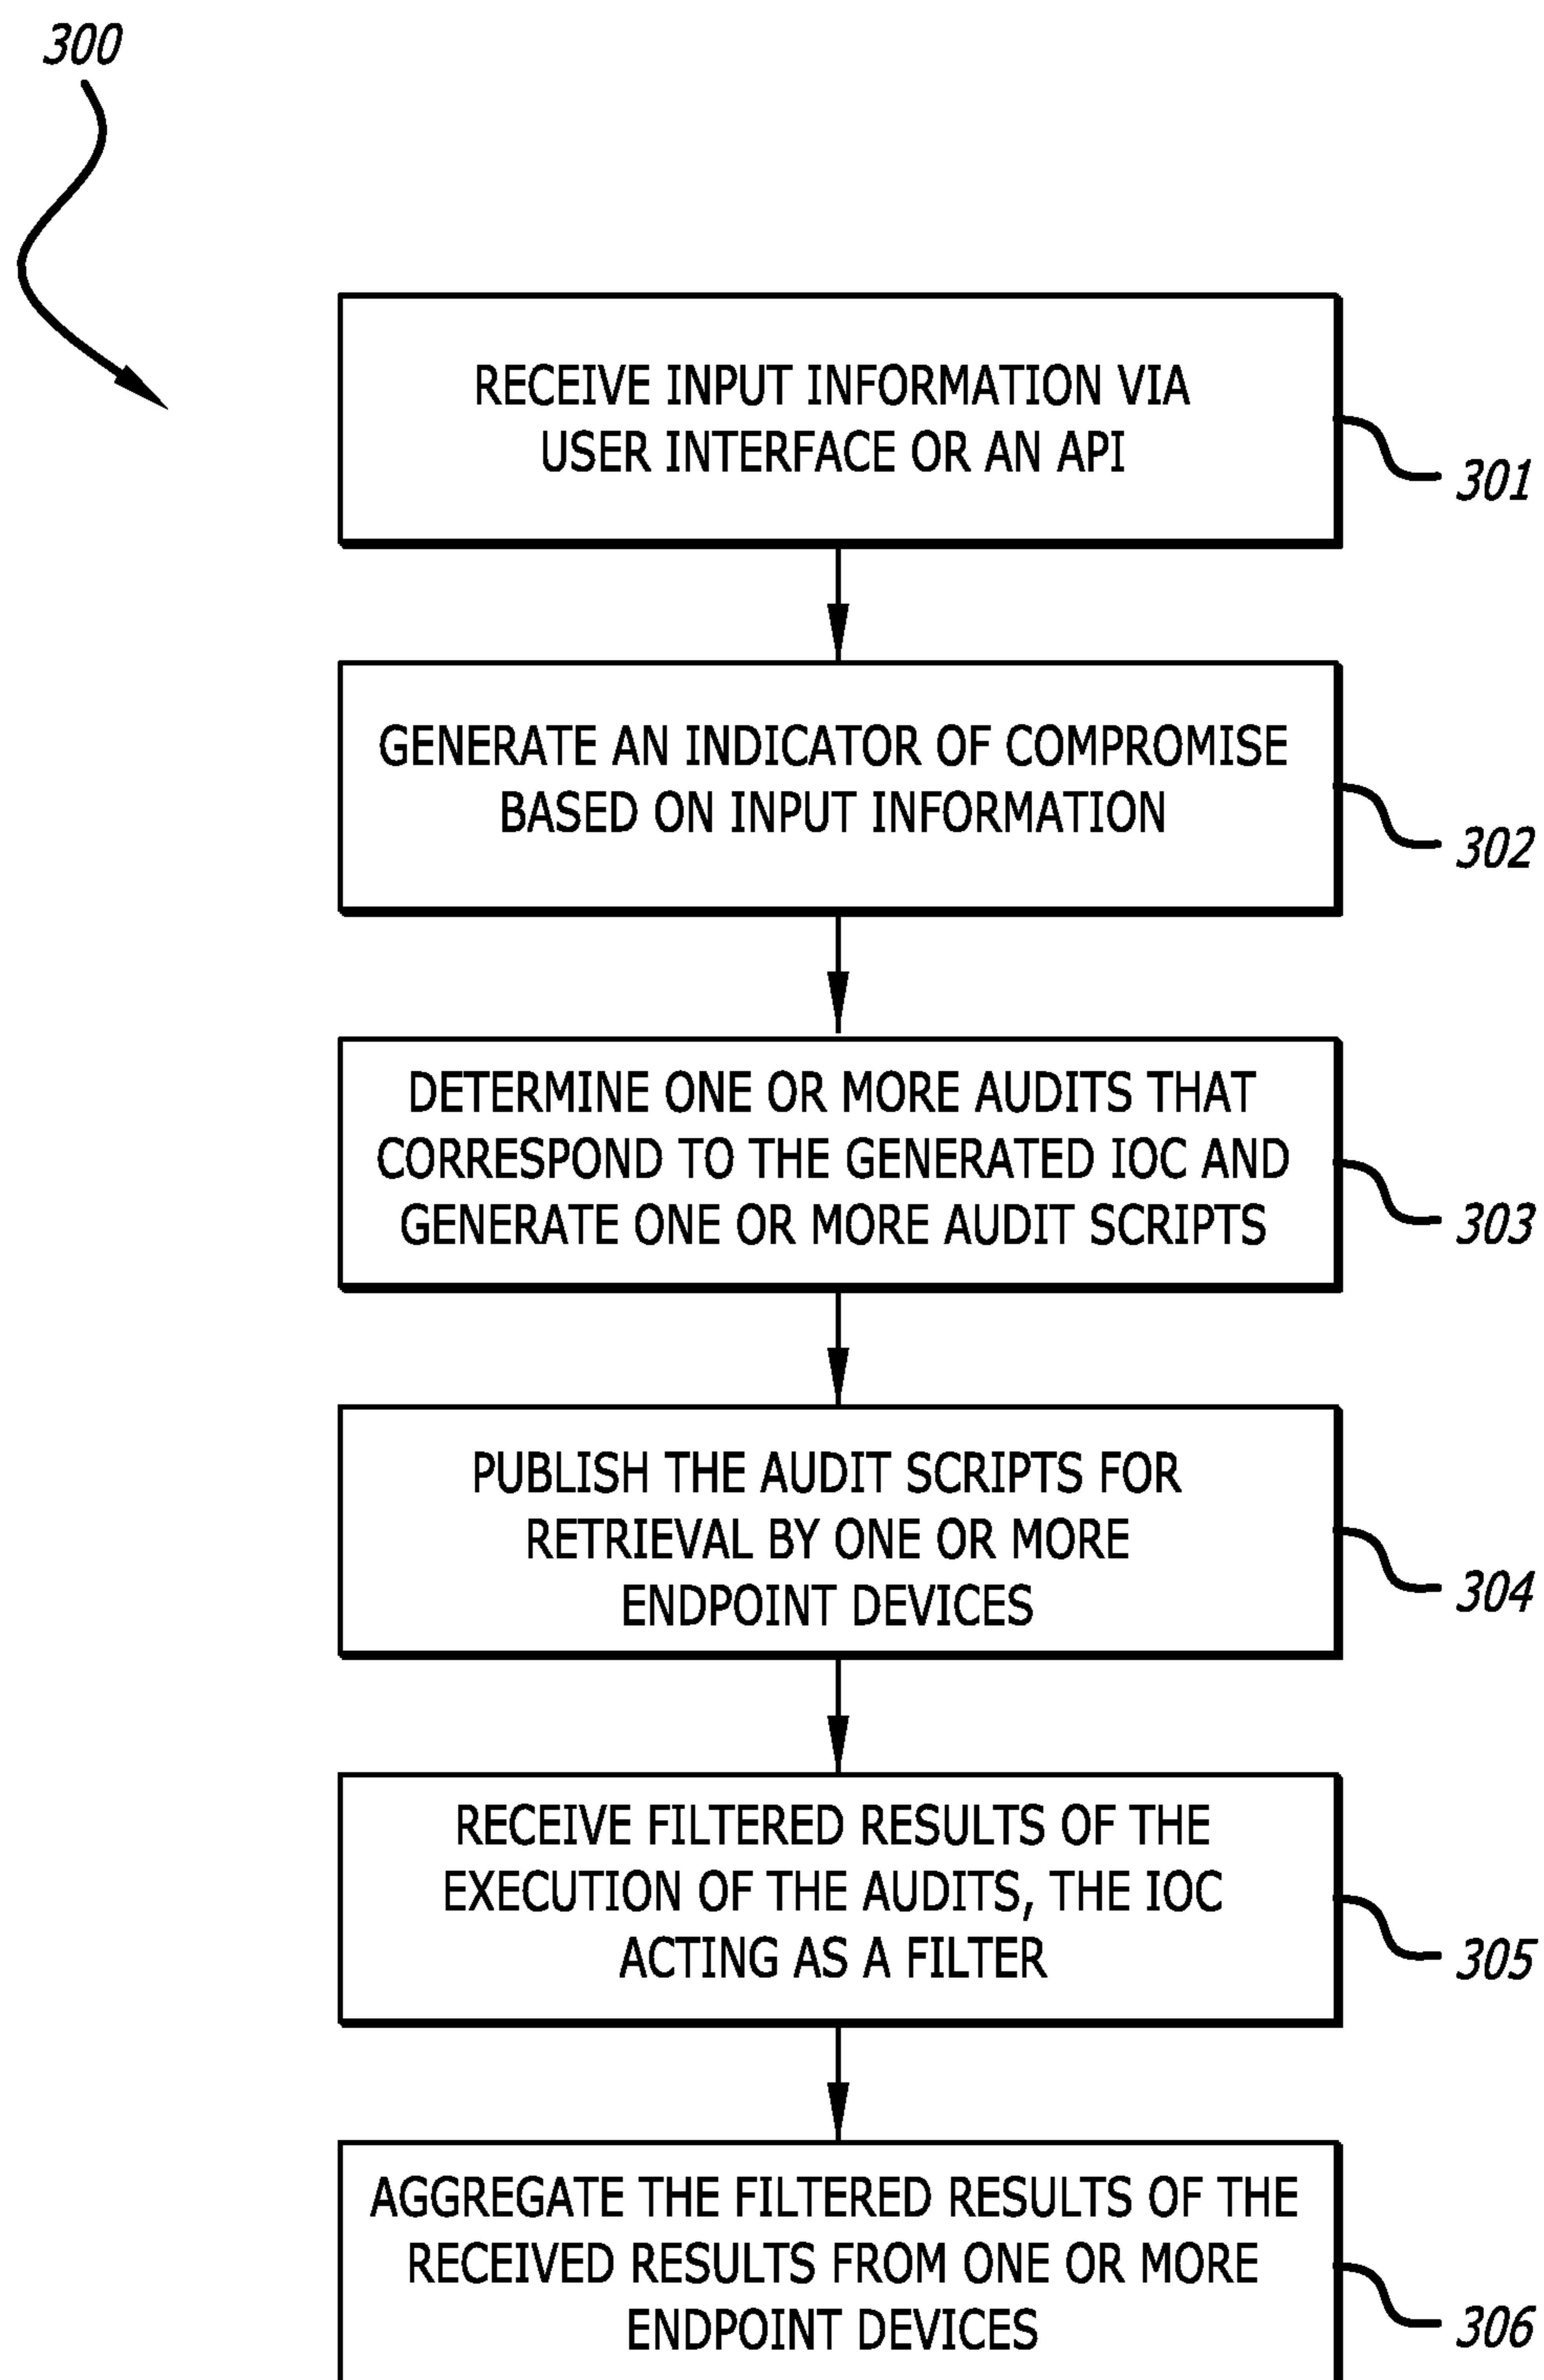 300
RECEIVE INPUT INFORMATION VIA
USER INTERFACE OR AN API
301
GENERATE AN INDICATOR OF COMPROMISE
BASED ON INPUT INFORMATION
302
DETERMINE ONE OR MORE AUDITS THAT
CORRESPOND TO THE GENERATED IOC AND
GENERATE ONE OR MORE AUDIT SCRIPTS
303
PUBLISH THE AUDIT SCRIPTS FOR
RETRIEVAL BY ONE OR MORE
ENDPOINT DEVICES
304
RECEIVE FILTERED RESULTS OF THE
EXECUTION OF THE AUDITS, THE IOC
ACTING AS A FILTER
305
AGGREGATE THE FILTERED RESULTS OF THE
RECEIVED RESULTS FROM ONE OR MORE
ENDPOINT DEVICES
306